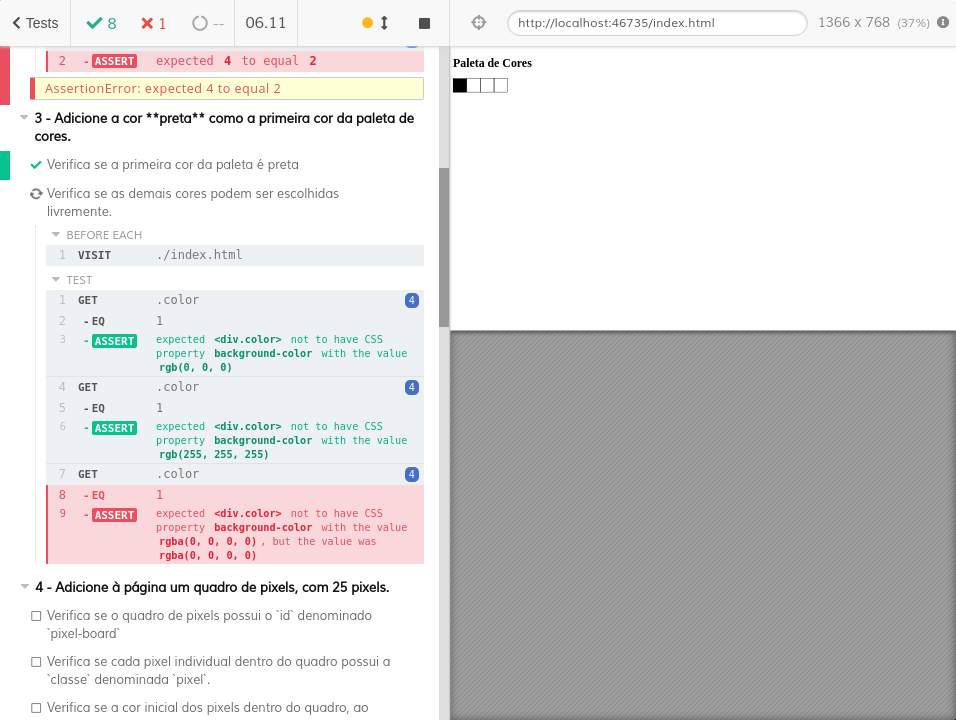 Tests 8 1 -- 06.11 http://localhost:46735/index.html 1366 x 768 (37%)
2 - ASSERT expected 4 to equal 2
AssertionError: expected 4 to equal 2
3 - Adicione a cor **preta** como a primeira cor da paleta de
cores.
Verifica se a primeira cor da paleta é preta
Verifica se as demais cores podem ser escolhidas
livremente.
BEFORE EACH
1 VISIT ./index.html
TEST
1 GET .color 4
2 - EQ 1
3 - ASSERT expected <div.color> not to have CSS
property background-color with the value
rgb(0, 0, 0)
4 GET .color 4
5 - EQ 1
6 - ASSERT expected <div.color> not to have CSS
property background-color with the value
rgb(255, 255, 255)
7 GET .color 4
8 - EQ 1
9 - ASSERT expected <div.color> not to have CSS
property background-color with the value
rgba(0, 0, 0, 0), but the value was
rgba(0, 0, 0, 0)
4 - Adicione à página um quadro de pixels, com 25 pixels.
Verifica se o quadro de pixels possui o `id` denominado
`pixel-board`
Verifica se cada pixel individual dentro do quadro possui a
`classe` denominada `pixel`.
Verifica se a cor inicial dos pixels dentro do quadro, ao
Paleta de Cores